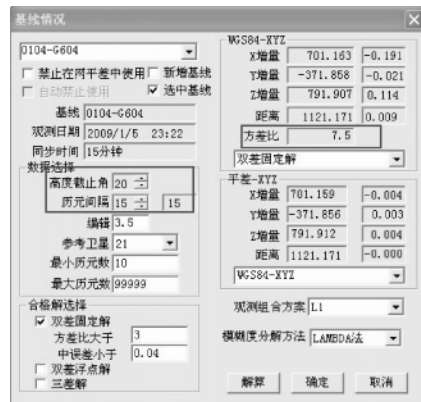 基线情况
0104-G604
禁止在网平差中使用 新增基线
自动禁止使用 选中基线
基线 0104-G604
观测日期 2009/1/5 23:22
同步时间 15分钟
数据选择
高度截止角 20
历元间隔 15 15
编辑 3.5
参考卫星 21
最小历元数 10
最大历元数 99999
合格解选择
双差固定解
方差比大于 3
中误差小于 0.04
双差浮点解
三差解
WGS84-XYZ
X增量 701.163 -0.191
Y增量 -371.858 -0.021
Z增量 791.907 0.114
距离 1121.171 0.009
方差比 7.5
双差固定解
平差-XYZ
X增量 701.159 -0.004
Y增量 -371.856 0.003
Z增量 791.912 0.004
距离 1121.171 -0.000
WGS84-XYZ
观测组合方案 L1
模糊度分解方法 LAMBDA法
解算 确定 取消